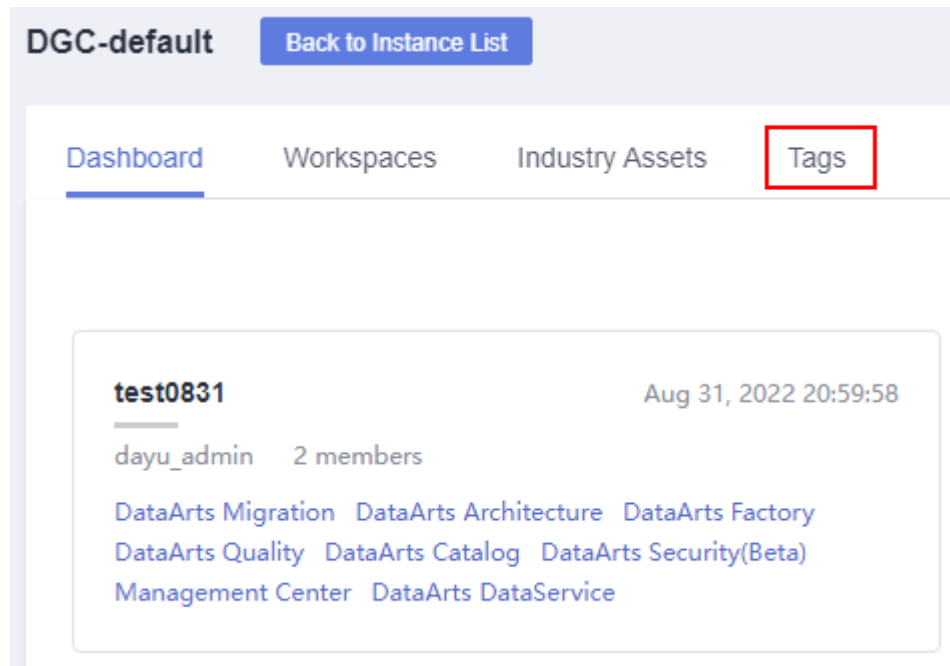 DGC-default Back to Instance List
Dashboard Workspaces Industry Assets Tags
test0831 Aug 31, 2022 20:59:58
dayu_admin 2 members
DataArts Migration DataArts Architecture DataArts Factory
DataArts Quality DataArts Catalog DataArts Security(Beta)
Management Center DataArts DataService